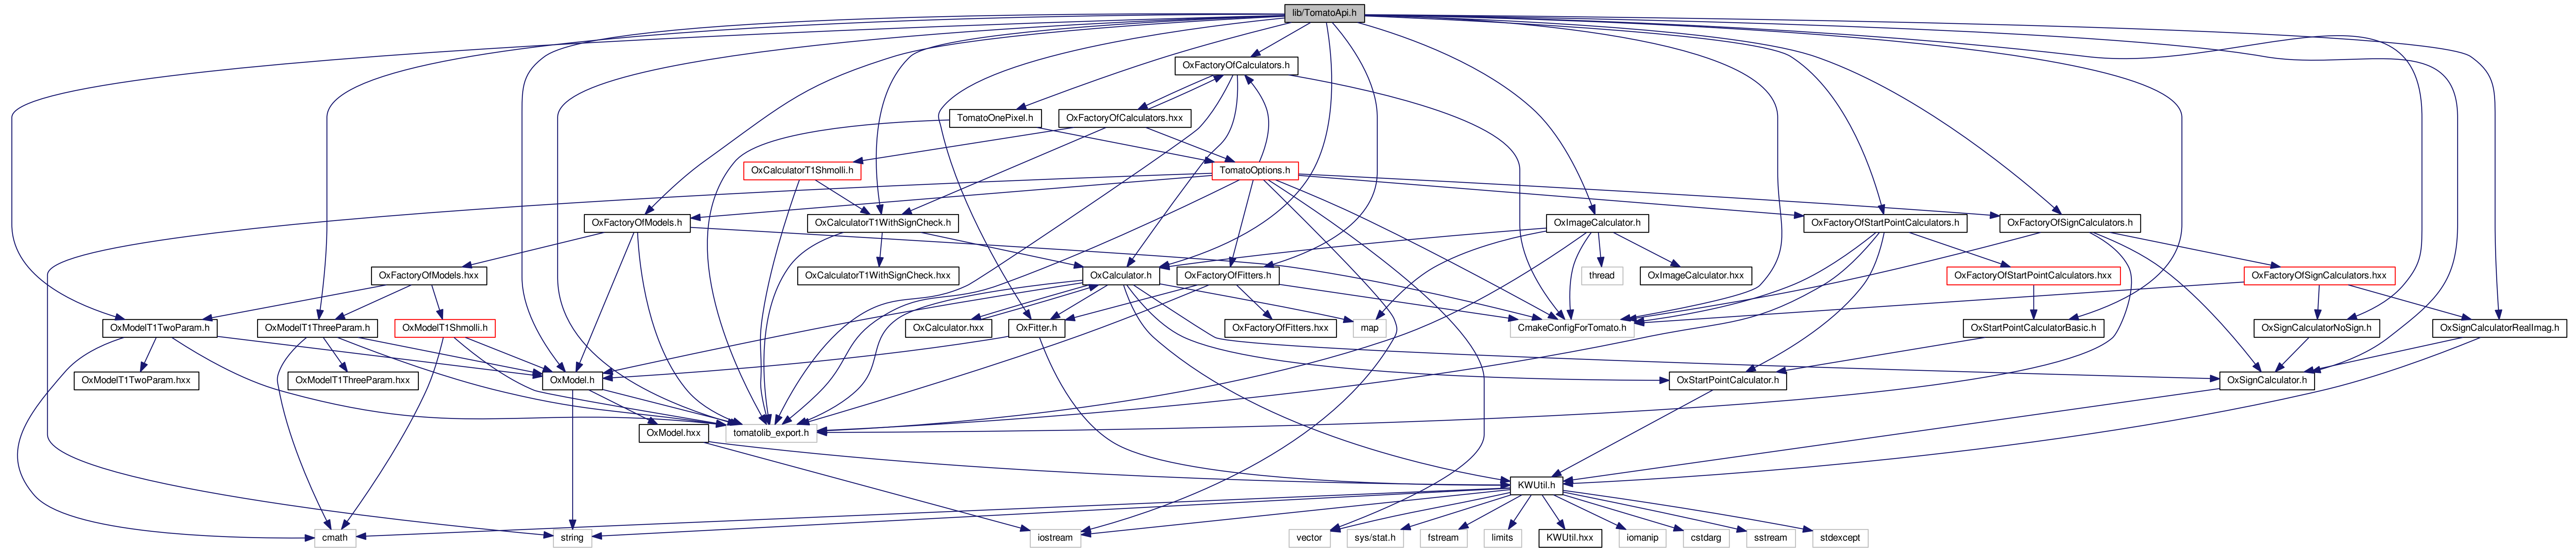 lib/TomatoApi.h
OxFactoryOfCalculators.h
TomatoOnePixel.h
OxFactoryOfCalculators.hxx
OxCalculatorT1Shmolli.h
TomatoOptions.h
OxFactoryOfModels.h
OxCalculatorT1WithSignCheck.h
OxImageCalculator.h
OxFactoryOfStartPointCalculators.h
OxFactoryOfSignCalculators.h
OxFactoryOfModels.hxx
OxCalculatorT1WithSignCheck.hxx
OxCalculator.h
OxFactoryOfFitters.h
thread
OxImageCalculator.hxx
OxFactoryOfStartPointCalculators.hxx
OxFactoryOfSignCalculators.hxx
OxModelT1TwoParam.h
OxModelT1ThreeParam.h
OxModelT1Shmolli.h
OxCalculator.hxx
OxFitter.h
OxFactoryOfFitters.hxx
map
CmakeConfigForTomato.h
OxStartPointCalculatorBasic.h
OxSignCalculatorNoSign.h
OxSignCalculatorRealImag.h
OxModelT1TwoParam.hxx
OxModelT1ThreeParam.hxx
OxModel.h
OxStartPointCalculator.h
OxSignCalculator.h
OxModel.hxx
tomatolib_export.h
KWUtil.h
cmath
string
iostream
vector
sys/stat.h
fstream
limits
KWUtil.hxx
iomanip
cstdarg
sstream
stdexcept